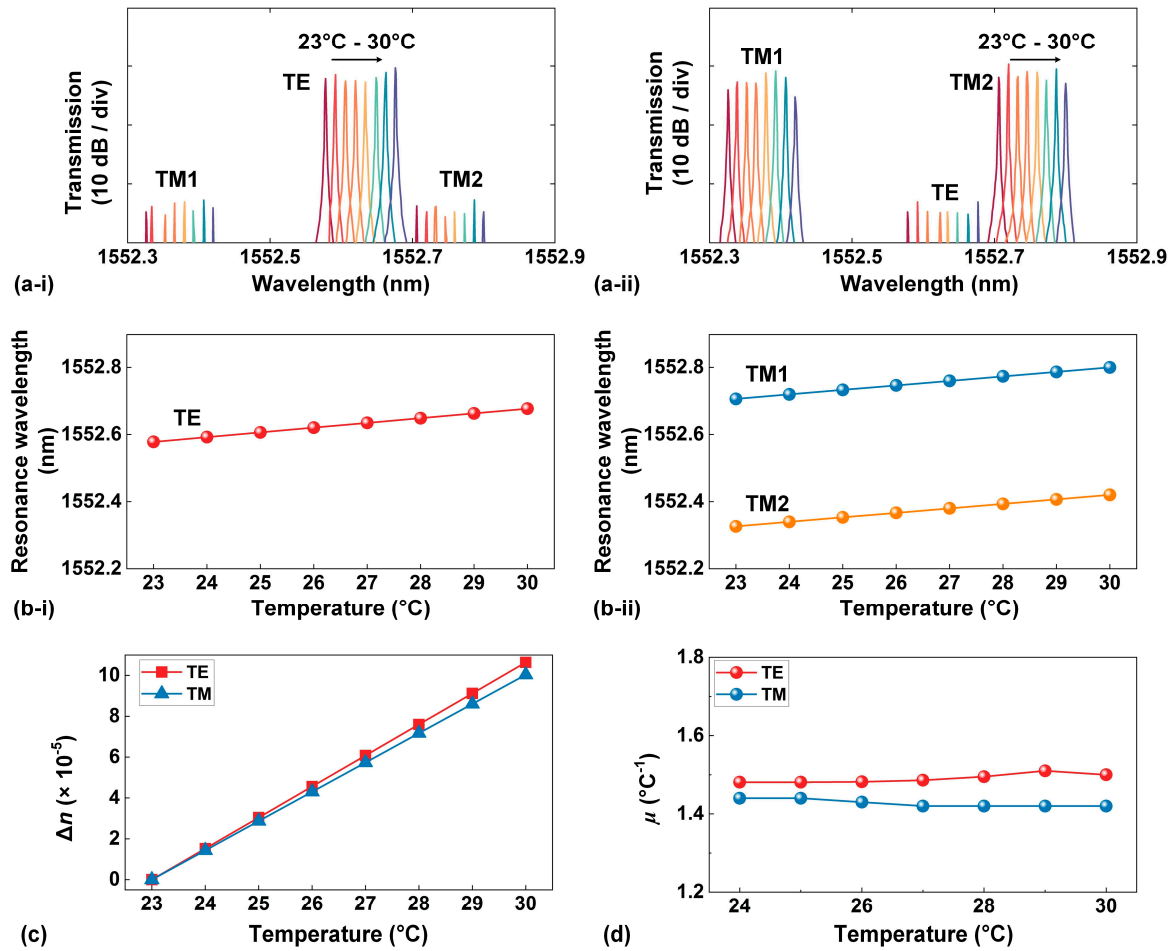 23°C - 30°C
TE
TM1
TM2
Transmission
(10 dB / div)
1552.3
1552.5
1552.7
1552.9
Wavelength (nm)
(a-i)
TM1
23°C - 30°C
TM2
TE
Transmission
(10 dB / div)
1552.3
1552.5
1552.7
1552.9
Wavelength (nm)
(a-ii)
Resonance wavelength
(nm)
1552.8
1552.6
1552.4
1552.2
TE
23 24 25 26 27 28 29 30
Temperature (°C)
(b-i)
Resonance wavelength
(nm)
1552.8
1552.6
1552.4
1552.2
TM1
TM2
23 24 25 26 27 28 29 30
Temperature (°C)
(b-ii)
TE
TM
Δn (× 10⁻⁵)
10
8
6
4
2
0
23 24 25 26 27 28 29 30
Temperature (°C)
(c)
TE
TM
μ (°C⁻¹)
1.8
1.6
1.4
1.2
24 26 28 30
Temperature (°C)
(d)